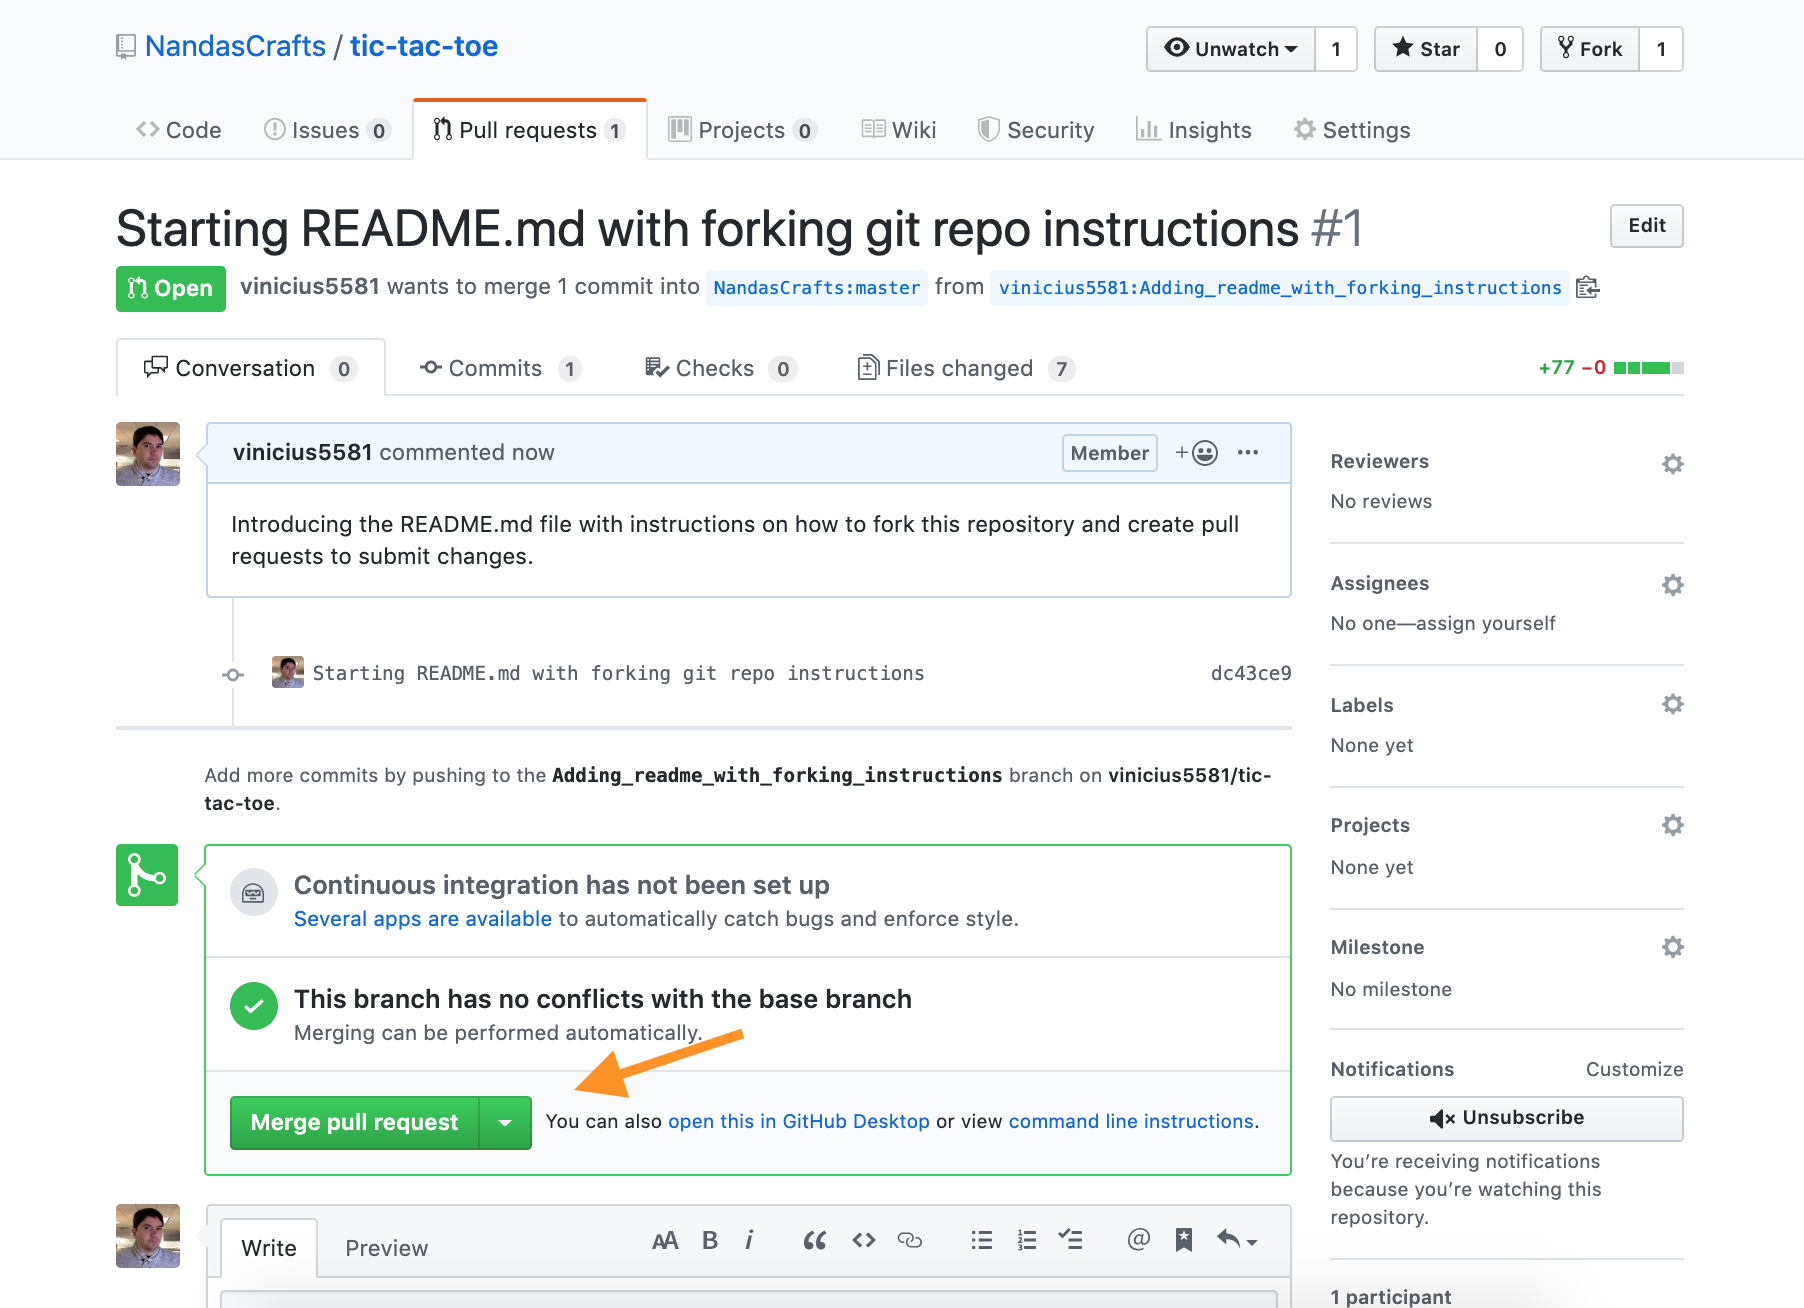 NandasCrafts / tic-tac-toe
Unwatch 1 Star 0 Fork 1
Code Issues 0 Pull requests 1 Projects 0 Wiki Security Insights Settings
Starting README.md with forking git repo instructions #1
Edit
Open vinicius5581 wants to merge 1 commit into NandasCrafts:master from vinicius5581:Adding_readme_with_forking_instructions
Conversation 0 Commits 1 Checks 0 Files changed 7 +77 −0
vinicius5581 commented now Member
Introducing the README.md file with instructions on how to fork this repository and create pull
requests to submit changes.
Starting README.md with forking git repo instructions dc43ce9
Add more commits by pushing to the Adding_readme_with_forking_instructions branch on vinicius5581/tic-
tac-toe.
Continuous integration has not been set up
Several apps are available to automatically catch bugs and enforce style.
This branch has no conflicts with the base branch
Merging can be performed automatically.
Merge pull request You can also open this in GitHub Desktop or view command line instructions.
Write Preview
Reviewers
No reviews
Assignees
No one—assign yourself
Labels
None yet
Projects
None yet
Milestone
No milestone
Notifications Customize
Unsubscribe
You’re receiving notifications
because you’re watching this
repository.
1 participant